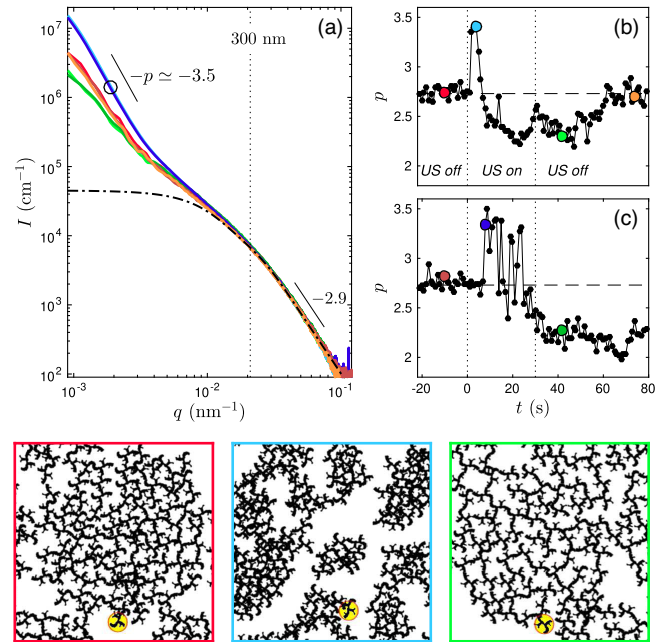 (a)
10⁷
10⁶
10⁵
10⁴
10³
10²
I (cm⁻¹)
−p ≃ −3.5
300 nm
−2.9
10⁻³
10⁻²
10⁻¹
q (nm⁻¹)
(b)
3.5
3
2.5
2
p
US off
US on
US off
(c)
3.5
3
2.5
2
p
-20
0
20
40
60
80
t (s)